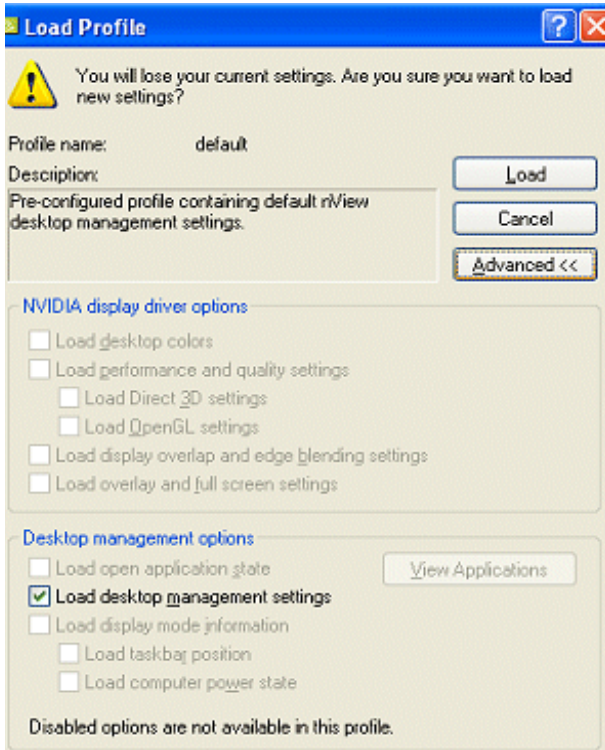 Load Profile
You will lose your current settings. Are you sure you want to load
new settings?
Profile name: default
Description:
Load
Pre-configured profile containing default nView
desktop management settings.
Cancel
Advanced <<
NVIDIA display driver options
Load desktop colors
Load performance and quality settings
Load Direct 3D settings
Load OpenGL settings
Load display overlap and edge blending settings
Load overlay and full screen settings
Desktop management options
Load open application state
View Applications
Load desktop management settings
Load display mode information
Load taskbar position
Load computer power state
Disabled options are not available in this profile.